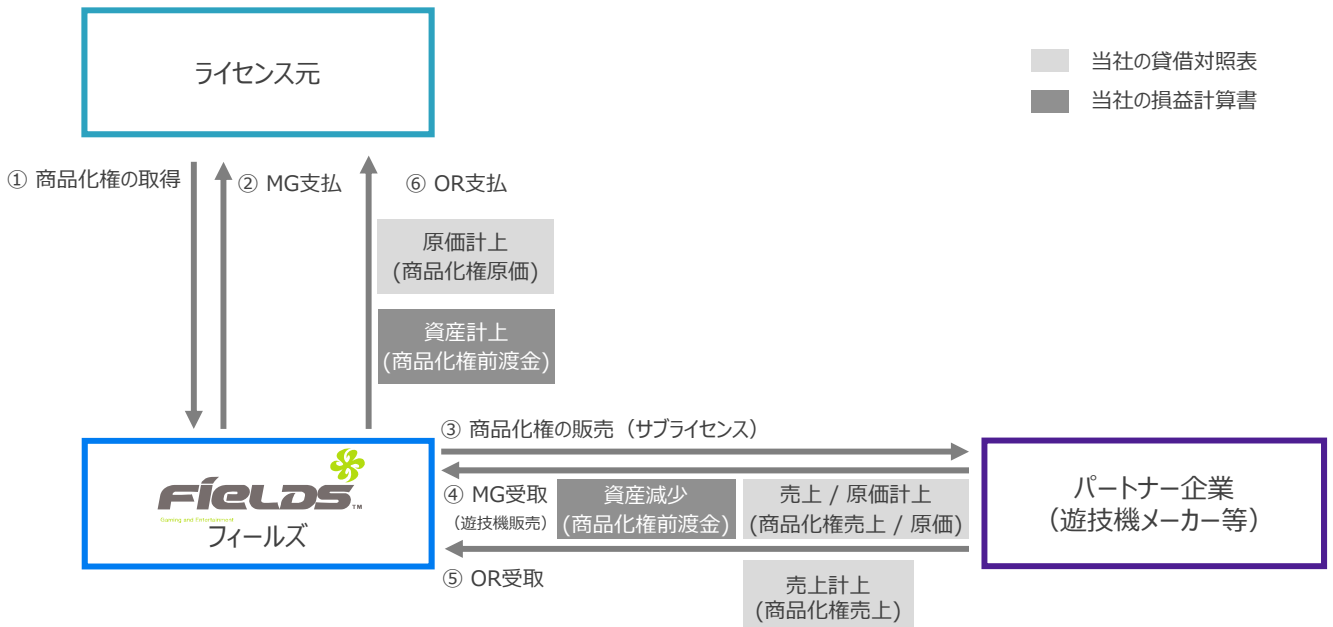 ライセンス元
当社の貸借対照表
当社の損益計算書
① 商品化権の取得
② MG支払
⑥ OR支払
原価計上
(商品化権原価)
資産計上
(商品化権前渡金)
③ 商品化権の販売（サブライセンス）
FIELDS™
Gaming and Entertainment
フィールズ
④ MG受取
（遊技機販売）
資産減少
(商品化権前渡金)
売上 / 原価計上
(商品化権売上 / 原価)
パートナー企業
（遊技機メーカー等）
⑤ OR受取
売上計上
(商品化権売上)